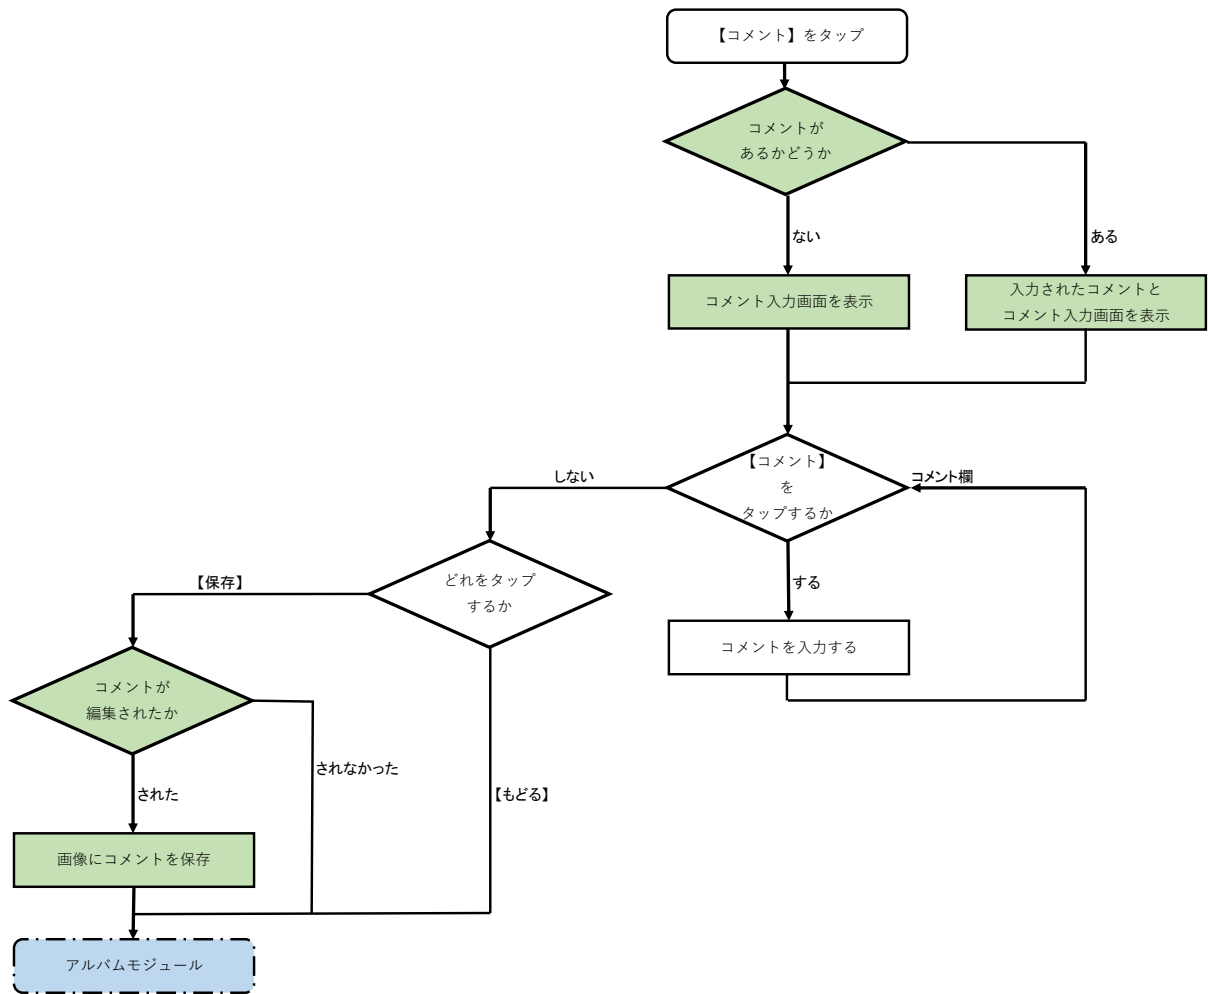 【コメント】をタップ
コメントが
あるかどうか
ない
ある
コメント入力画面を表示
入力されたコメントと
コメント入力画面を表示
【コメント】
を
タップするか
しない
コメント欄
どれをタップ
するか
【保存】
する
コメントを入力する
コメントが
編集されたか
されなかった
された
【もどる】
画像にコメントを保存
アルバムモジュール